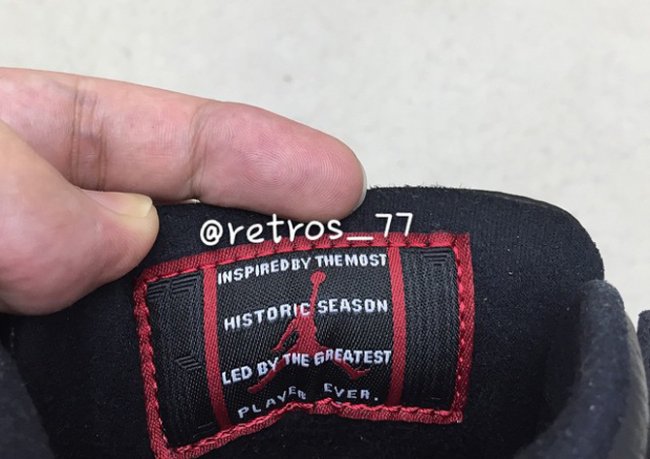 @retros_77
INSPIRED BY THE MOST
HISTORIC SEASON
LED BY THE GREATEST
PLAYER EVER.